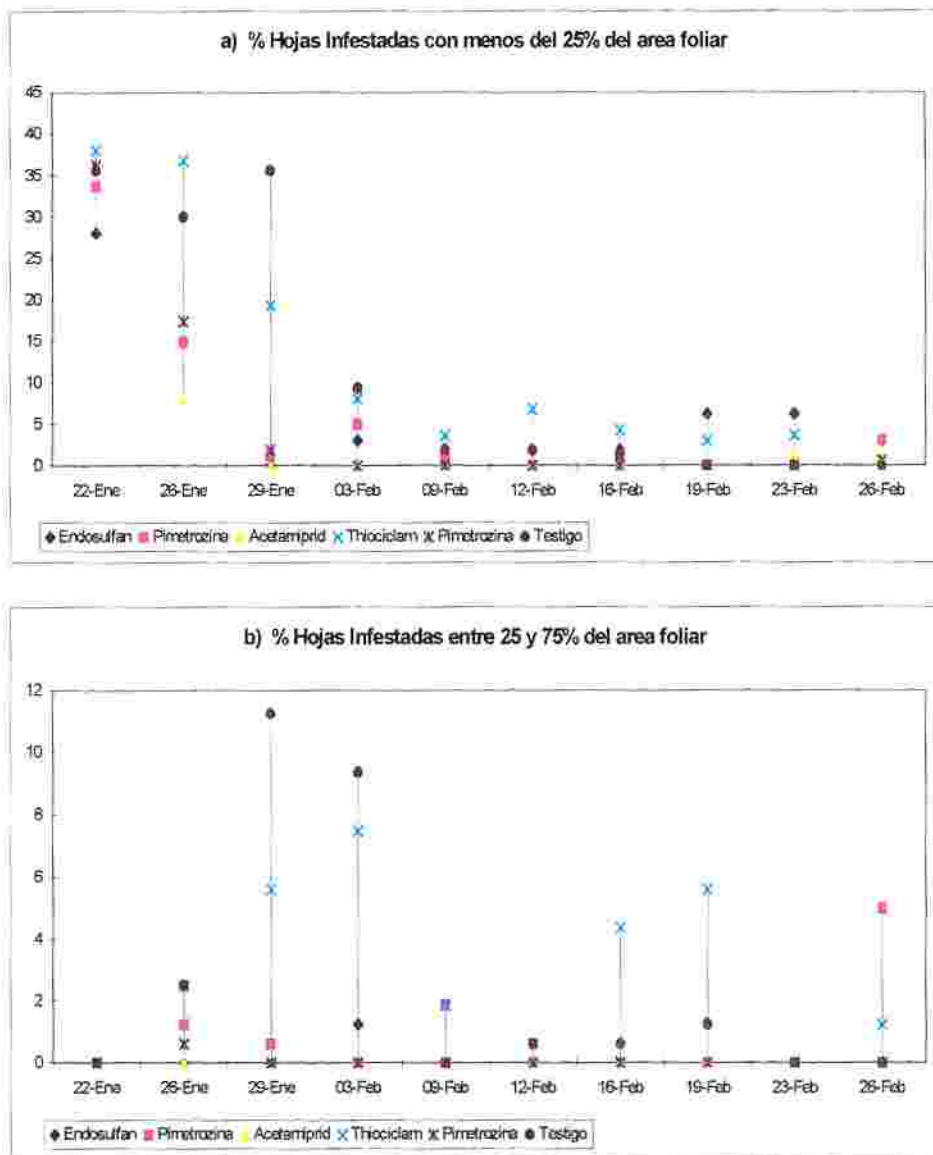 a) % Hojas Infestadas con menos del 25% del area foliar
45
40
35
30
25
20
15
10
5
0
22-Ene 26-Ene 29-Ene 03-Feb 09-Feb 12-Feb 16-Feb 19-Feb 23-Feb 26-Feb
Endosulfan Pimetrozina Acetamiprid Thiociclam Pimetrozina Testigo
b) % Hojas Infestadas entre 25 y 75% del area foliar
12
10
8
6
4
2
0
22-Ene 26-Ene 29-Ene 03-Feb 09-Feb 12-Feb 16-Feb 19-Feb 23-Feb 26-Feb
Endosulfan Pimetrozina Acetamiprid Thiociclam Pimetrozina Testigo